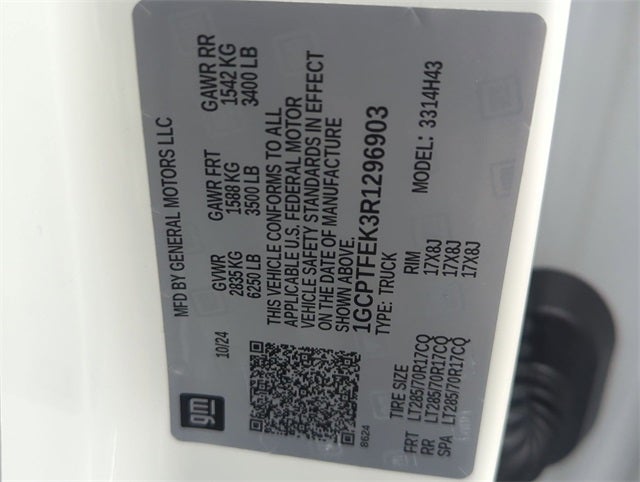 gm
MFD BY GENERAL MOTORS LLC
10/24
GVWR
2835 KG
6250 LB
GAWR FRT
1588 KG
3500 LB
GAWR RR
1542 KG
3400 LB
THIS VEHICLE CONFORMS TO ALL
APPLICABLE U.S. FEDERAL MOTOR
VEHICLE SAFETY STANDARDS IN EFFECT
ON THE DATE OF MANUFACTURE
SHOWN ABOVE.
1GCPTFEK3R1296903
TYPE: TRUCK
MODEL: 3314H43
8624
TIRE SIZE RIM
FRT LT285/70R17CQ 17X8J
RR LT285/70R17CQ 17X8J
SPA LT285/70R17CQ 17X8J